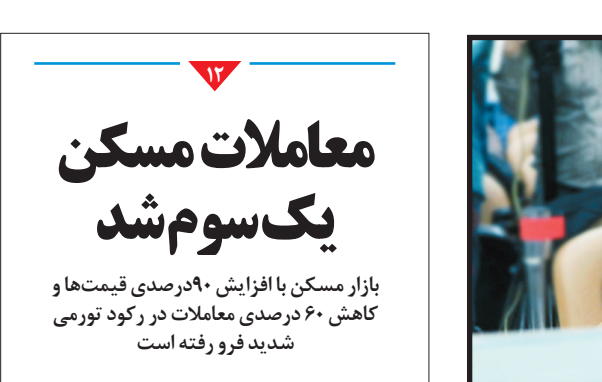 ۱۲
معاملات مسکن
یک‌سوم شد
بازار مسکن با افزایش ۹۰درصدی قیمت‌ها و
کاهش ۶۰ درصدی معاملات در رکود تورمی
شدید فرو رفته است